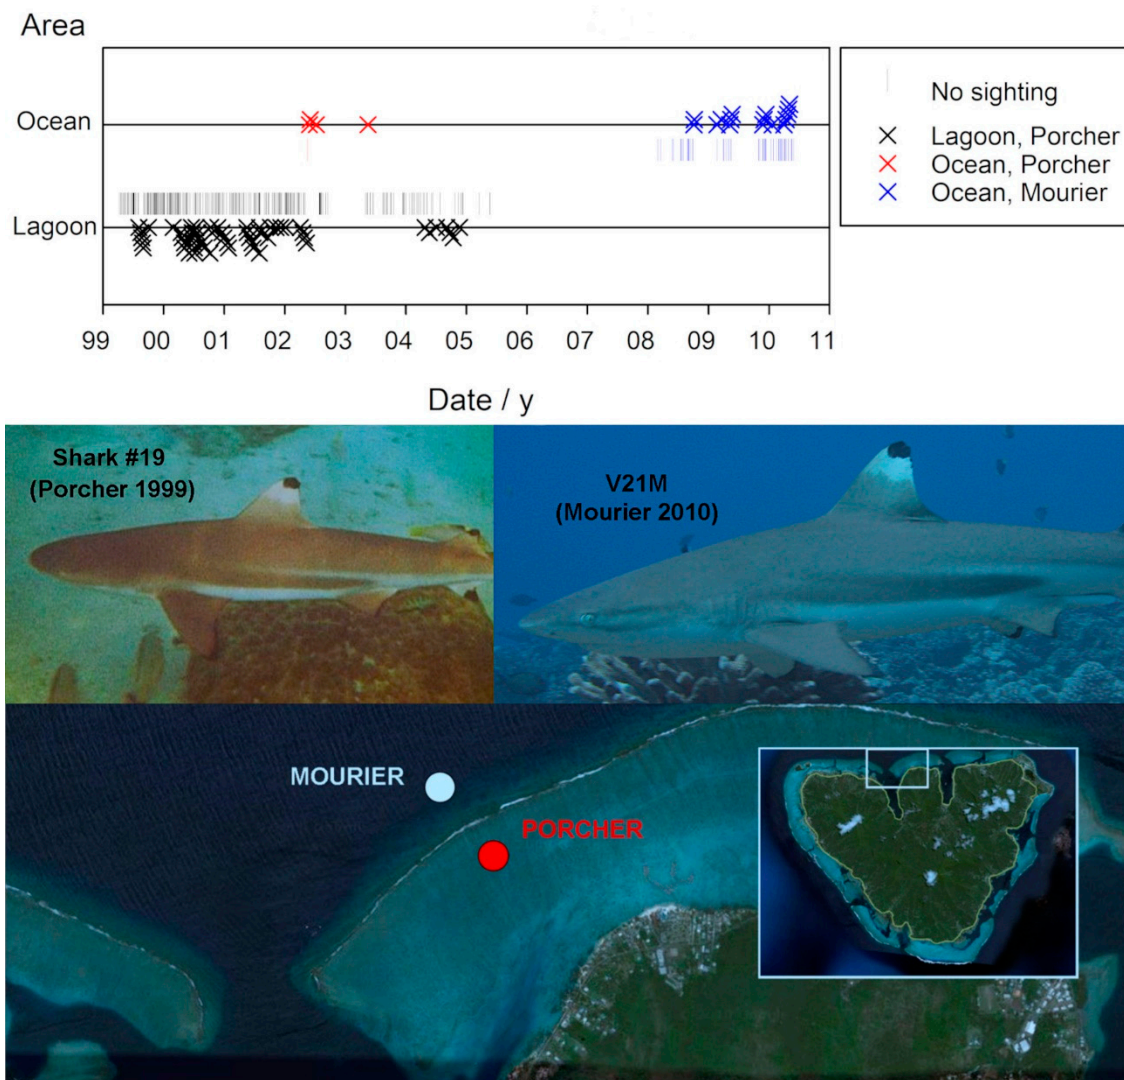 Area
Ocean
Lagoon
No sighting
Lagoon, Porcher
Ocean, Porcher
Ocean, Mourier
99 00 01 02 03 04 05 06 07 08 09 10 11
Date / y
Shark #19
(Porcher 1999)
V21M
(Mourier 2010)
MOURIER
PORCHER